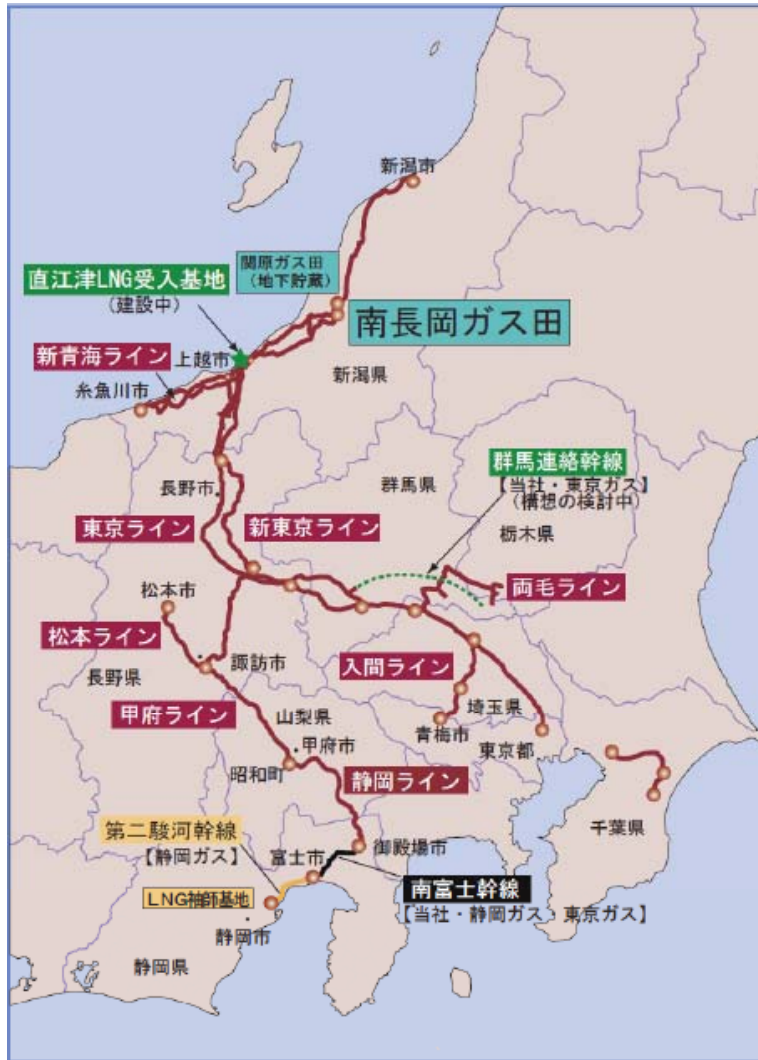 新潟市
関原ガス田
（地下貯蔵）
直江津LNG受入基地
（建設中）
南長岡ガス田
新青海ライン
上越市
糸魚川市
新潟県
群馬連絡幹線
【当社・東京ガス】
（構想の検討中）
群馬県
長野市
栃木県
東京ライン
新東京ライン
両毛ライン
松本市
松本ライン
諏訪市
入間ライン
長野県
埼玉県
甲府ライン
山梨県
青梅市
東京都
甲府市
昭和町
静岡ライン
千葉県
第二駿河幹線
【静岡ガス】
富士市
御殿場市
南富士幹線
【当社・静岡ガス・東京ガス】
LNG袖師基地
静岡市
静岡県